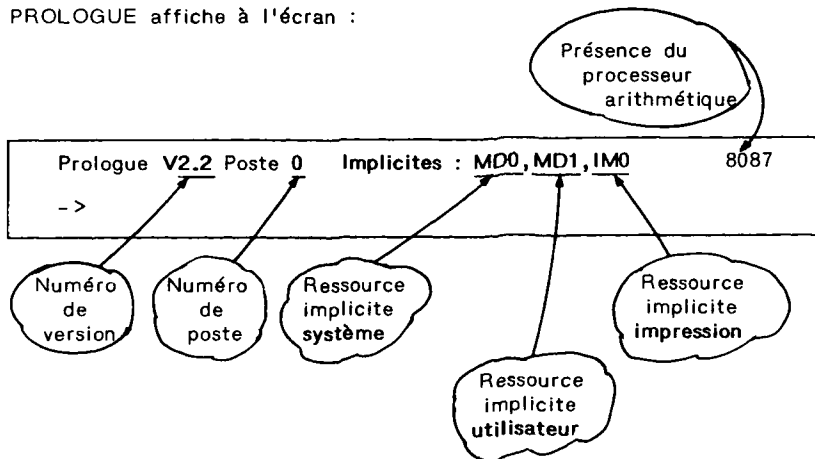 PROLOGUE affiche à l'écran :
Présence du
processeur
arithmétique
Prologue V2.2 Poste 0 Implicites : MD0, MD1, IM0 8087
->
Numéro
de
version
Numéro
de
poste
Ressource
implicite
système
Ressource
implicite
impression
Ressource
implicite
utilisateur